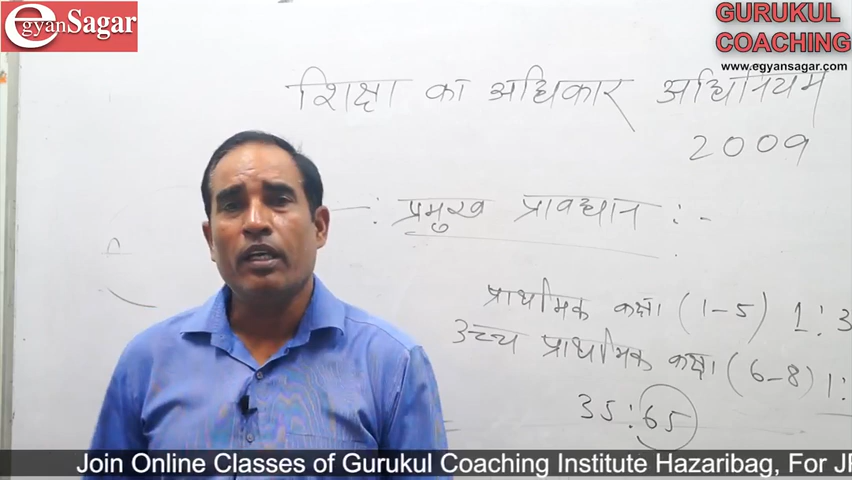 egyanSagar
GURUKUL
COACHING
www.egyansagar.com
शिक्षा का अधिकार अधिनियम
2009
:प्रमुख प्रावधान :-
प्राथमिक कक्षा (1-5) 1:3
उच्च प्राथमिक कक्षा (6-8) 1:
35:65
Join Online Classes of Gurukul Coaching Institute Hazaribag, For JP